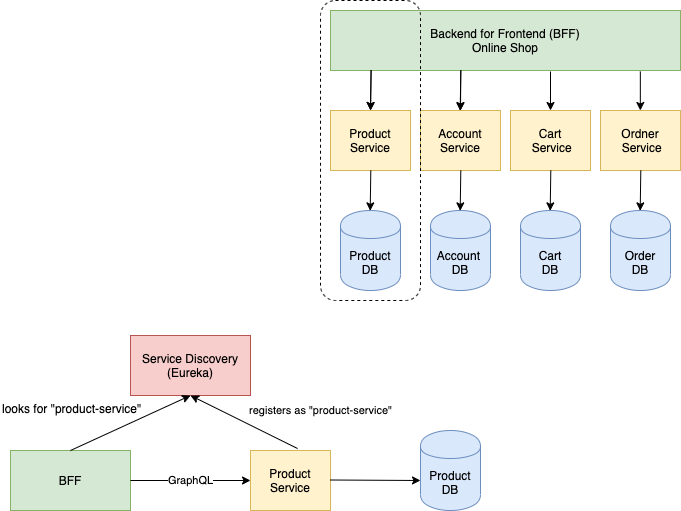 Backend for Frontend (BFF)
Online Shop
Product
Service
Account
Service
Cart
Service
Ordner
Service
Product
DB
Account
DB
Cart
DB
Order
DB
Service Discovery
(Eureka)
looks for "product-service"
registers as "product-service"
BFF
GraphQL
Product
Service
Product
DB